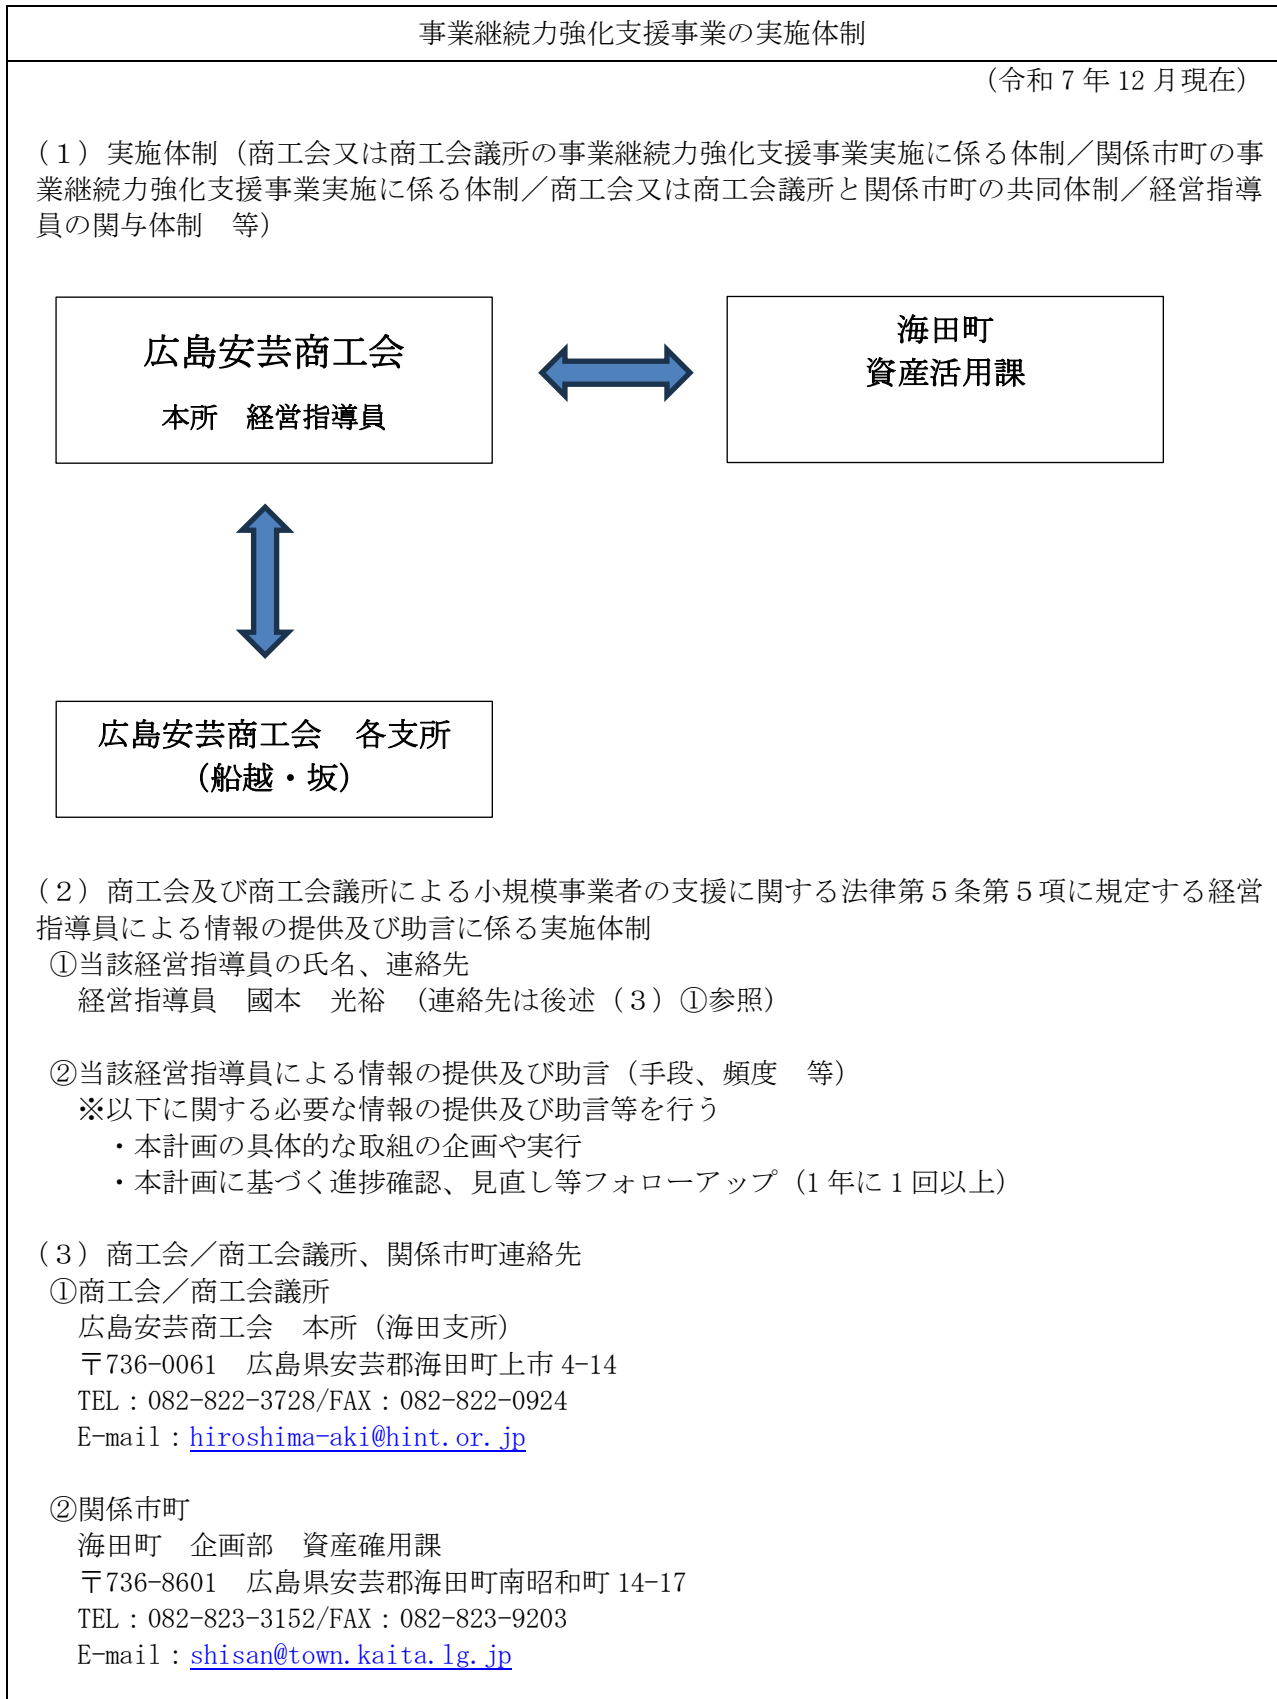 事業継続力強化支援事業の実施体制
（令和７年12月現在）
（１）実施体制（商工会又は商工会議所の事業継続力強化支援事業実施に係る体制／関係市町の事
業継続力強化支援事業実施に係る体制／商工会又は商工会議所と関係市町の共同体制／経営指導
員の関与体制　等）
広島安芸商工会
本所　経営指導員
海田町
資産活用課
広島安芸商工会　各支所
（船越・坂）
（２）商工会及び商工会議所による小規模事業者の支援に関する法律第５条第５項に規定する経営
指導員による情報の提供及び助言に係る実施体制
①当該経営指導員の氏名、連絡先
経営指導員　國本　光裕　（連絡先は後述（３）①参照）
②当該経営指導員による情報の提供及び助言（手段、頻度　等）
※以下に関する必要な情報の提供及び助言等を行う
・本計画の具体的な取組の企画や実行
・本計画に基づく進捗確認、見直し等フォローアップ（1年に1回以上）
（３）商工会／商工会議所、関係市町連絡先
①商工会／商工会議所
広島安芸商工会　本所（海田支所）
〒736-0061　広島県安芸郡海田町上市4-14
TEL：082-822-3728/FAX：082-822-0924
E-mail：hiroshima-aki@hint.or.jp
②関係市町
海田町　企画部　資産確用課
〒736-8601　広島県安芸郡海田町南昭和町14-17
TEL：082-823-3152/FAX：082-823-9203
E-mail：shisan@town.kaita.lg.jp